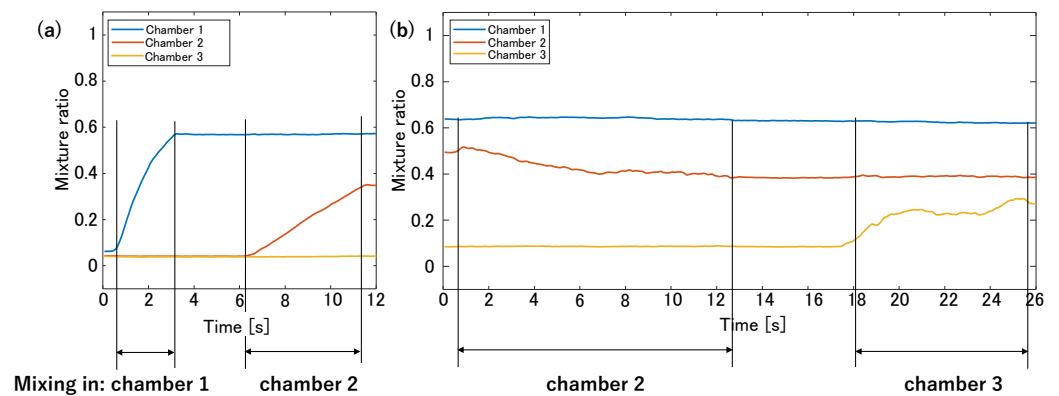 (a)
Chamber 1
Chamber 2
Chamber 3
1
0.8
0.6
0.4
0.2
0
Mixture ratio
0 2 4 6 8 10 12
Time [s]
(b)
Chamber 1
Chamber 2
Chamber 3
1
0.8
0.6
0.4
0.2
0
Mixture ratio
0 2 4 6 8 10 12 14 16 18 20 22 24 26
Time [s]
Mixing in: chamber 1 chamber 2 chamber 2 chamber 3